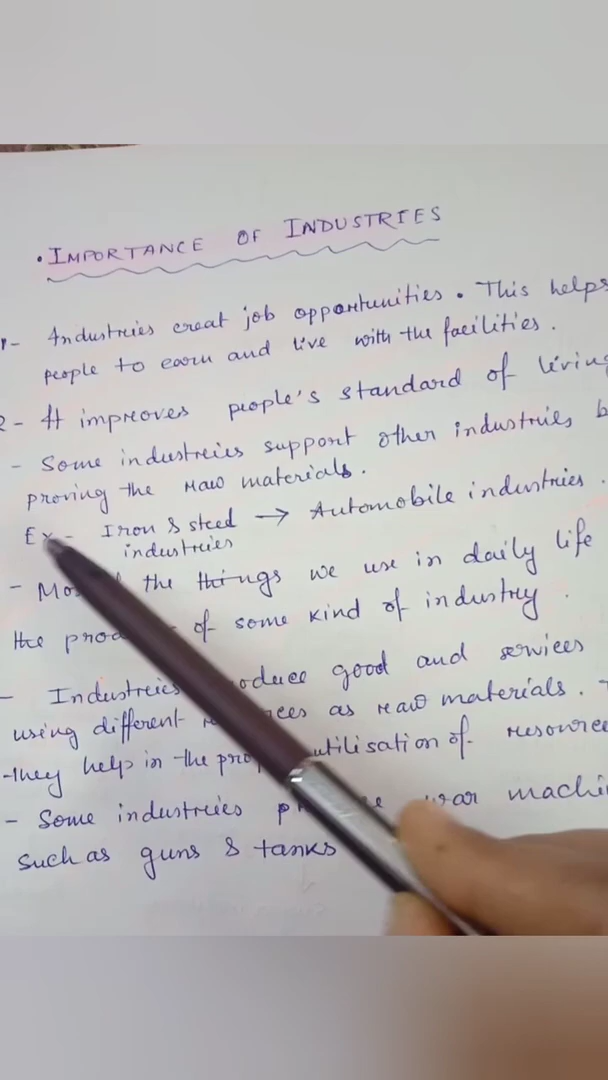 • IMPORTANCE OF INDUSTRIES
1- Industries creat job opportunities. This helps
people to earn and live with the facilities.
2- It improves people's standard of living
- Some industries support other industries b
proving the raw materials.
Ex- Iron & steel → Automobile industries.
industries
- Most the things we use in daily life
the of some kind of industry.
- Industries good and services
using different as raw materials. T
-They help in the utilisation of resource
- Some industries war machi
such as guns & tanks